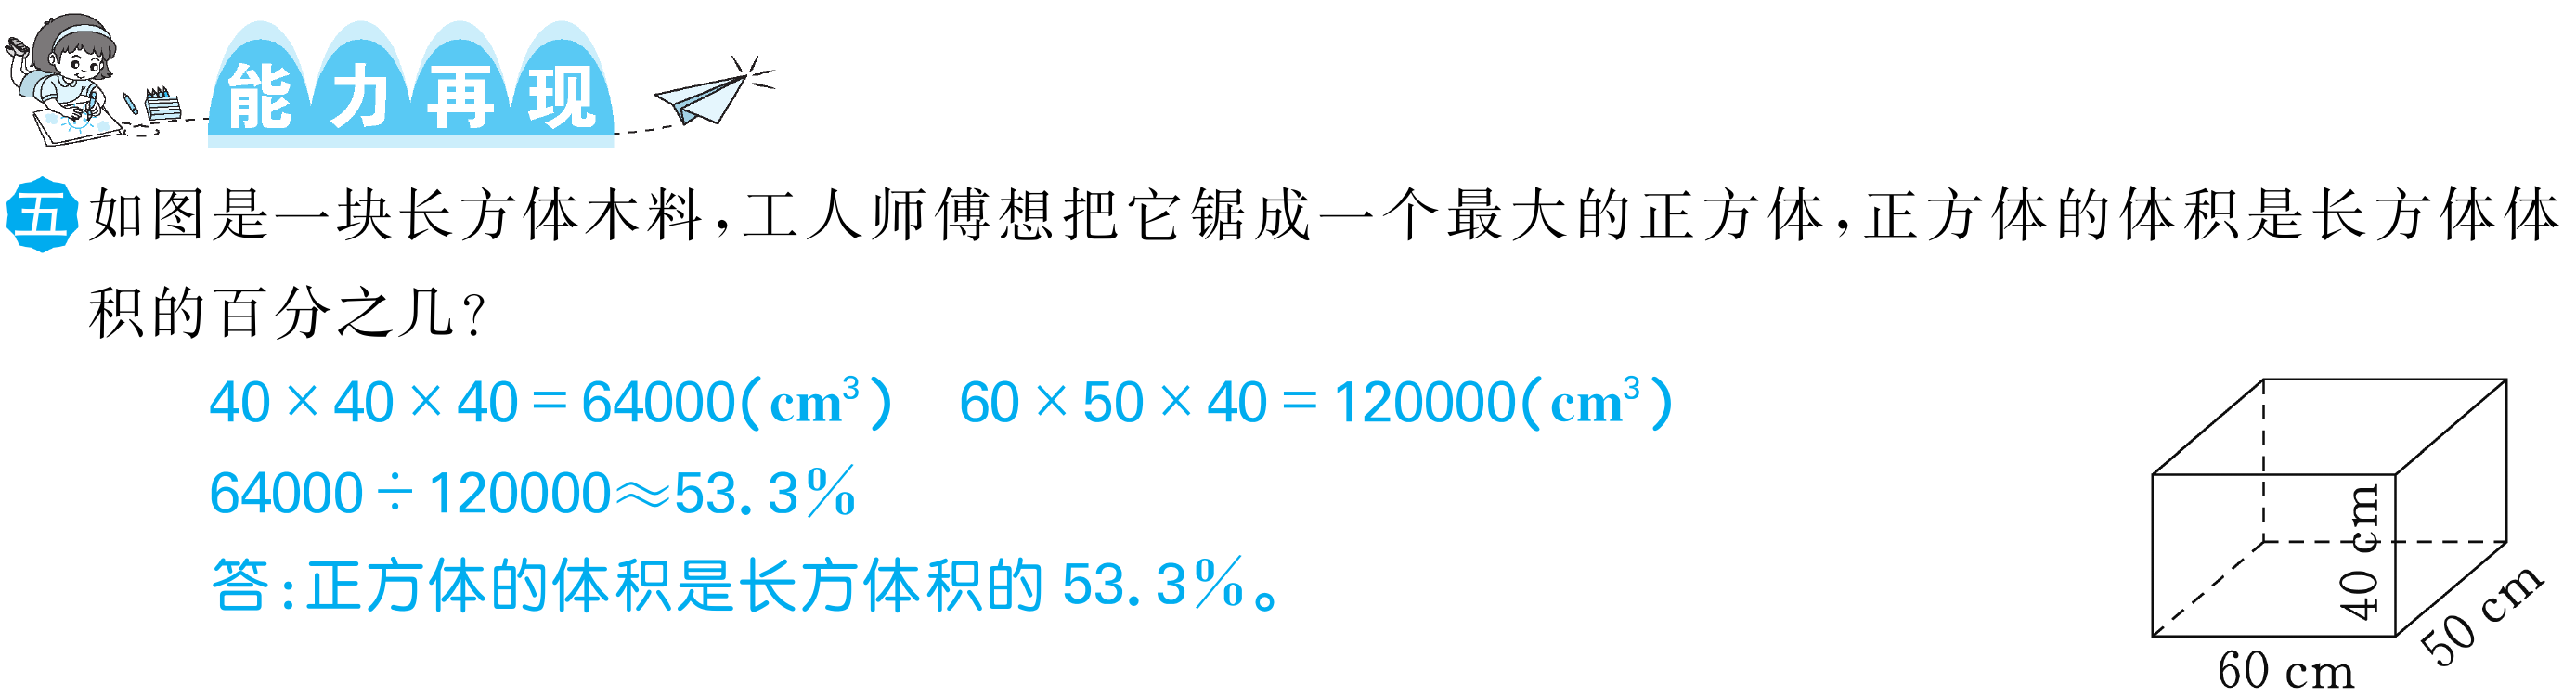 能力再现
五 如图是一块长方体木料,工人师傅想把它锯成一个最大的正方体,正方体的体积是长方体体
积的百分之几?
40×40×40=64000(cm³) 60×50×40=120000(cm³)
64000÷120000≈53.3%
答:正方体的体积是长方体积的 53.3%。
40 cm
50 cm
60 cm